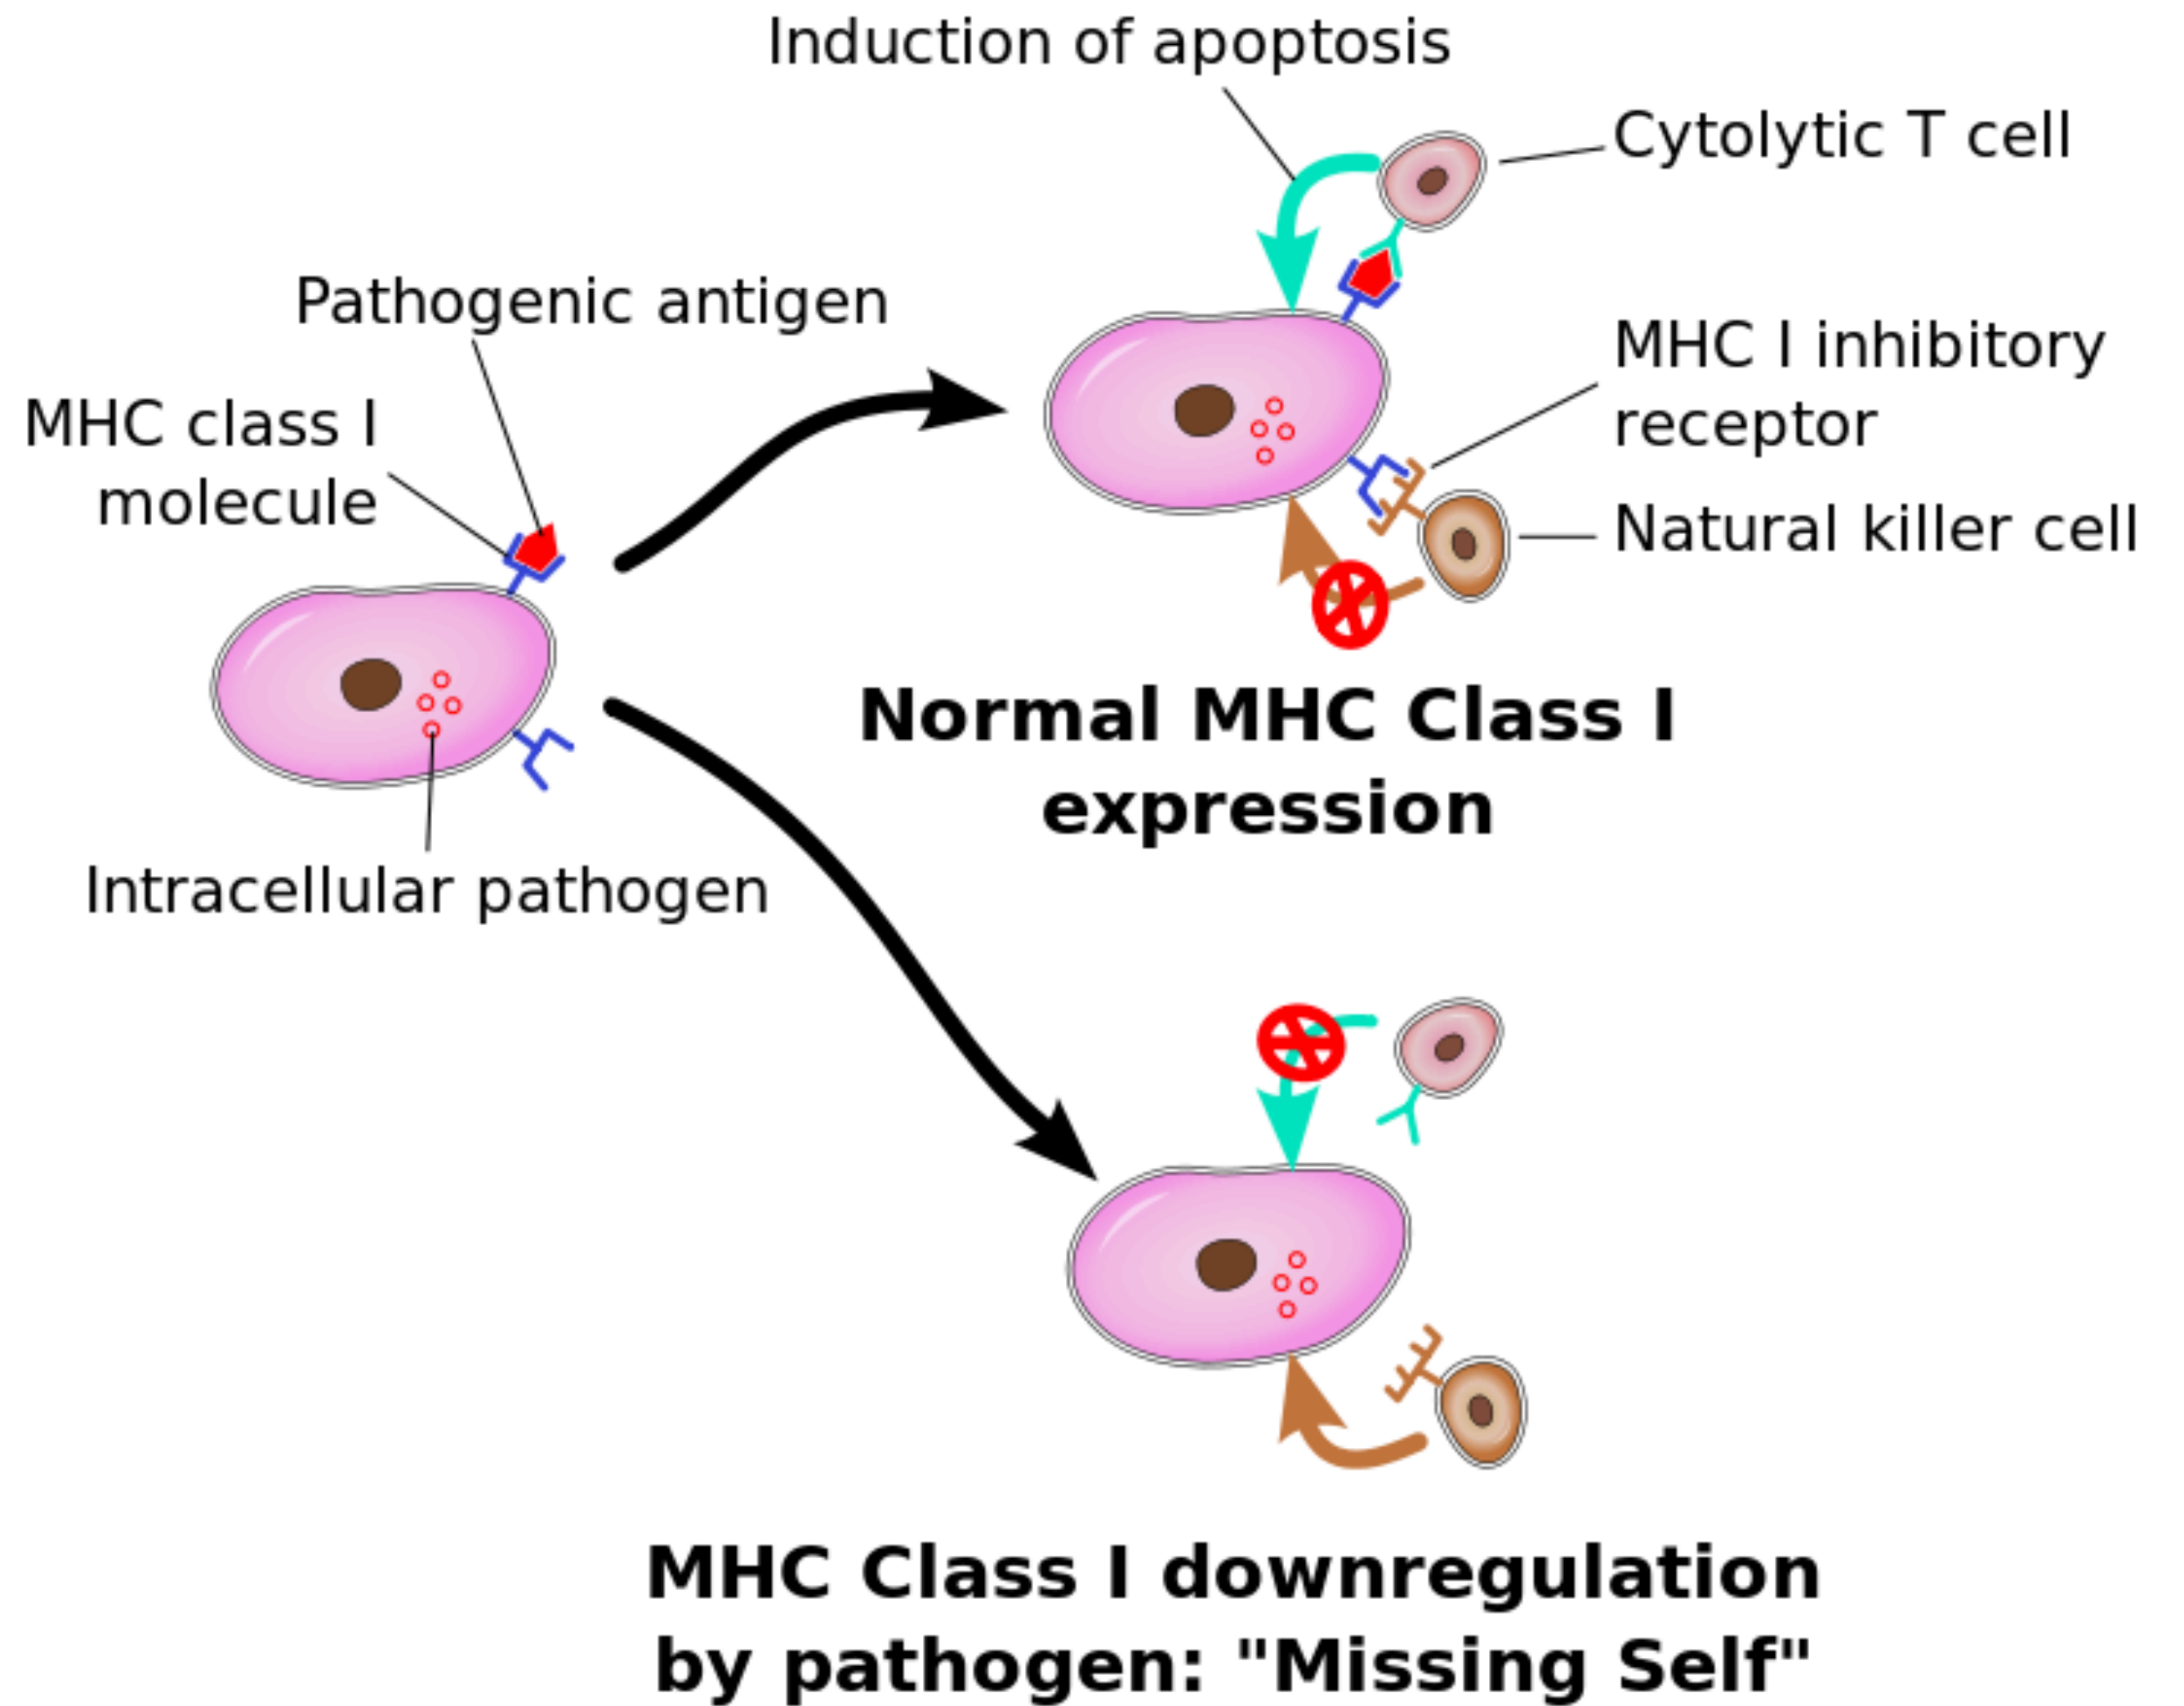 Induction of apoptosis
Cytolytic T cell
Pathogenic antigen
MHC class I
molecule
MHC I inhibitory
receptor
Natural killer cell
Normal MHC Class I
expression
Intracellular pathogen
MHC Class I downregulation
by pathogen: "Missing Self"